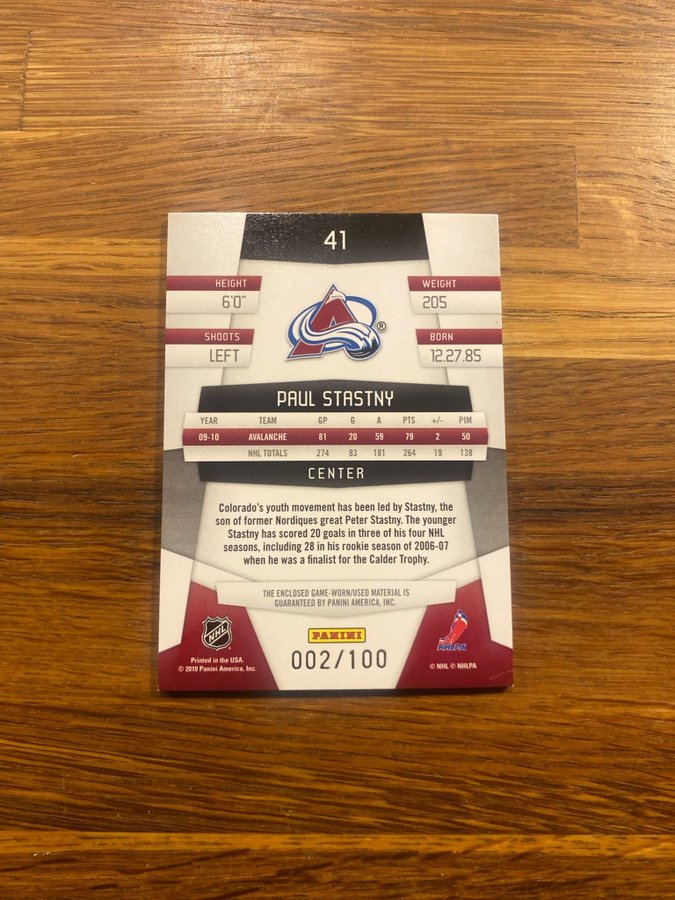 41
HEIGHT
6'0"
WEIGHT
205
SHOOTS
LEFT
BORN
12.27.85
A
®
PAUL STASTNY
YEAR TEAM GP G A PTS +/- PIM
09-10 AVALANCHE 81 20 59 79 2 50
NHL TOTALS 274 83 181 264 19 138
CENTER
Colorado's youth movement has been led by Stastny, the
son of former Nordiques great Peter Stastny. The younger
Stastny has scored 20 goals in three of his four NHL
seasons, including 28 in his rookie season of 2006-07
when he was a finalist for the Calder Trophy.
THE ENCLOSED GAME-WORN/USED MATERIAL IS
GUARANTEED BY PANINI AMERICA, INC.
NHL
PANINI
NHLPA
002/100
Printed in the USA.
© 2010 Panini America, Inc.
© NHL © NHLPA